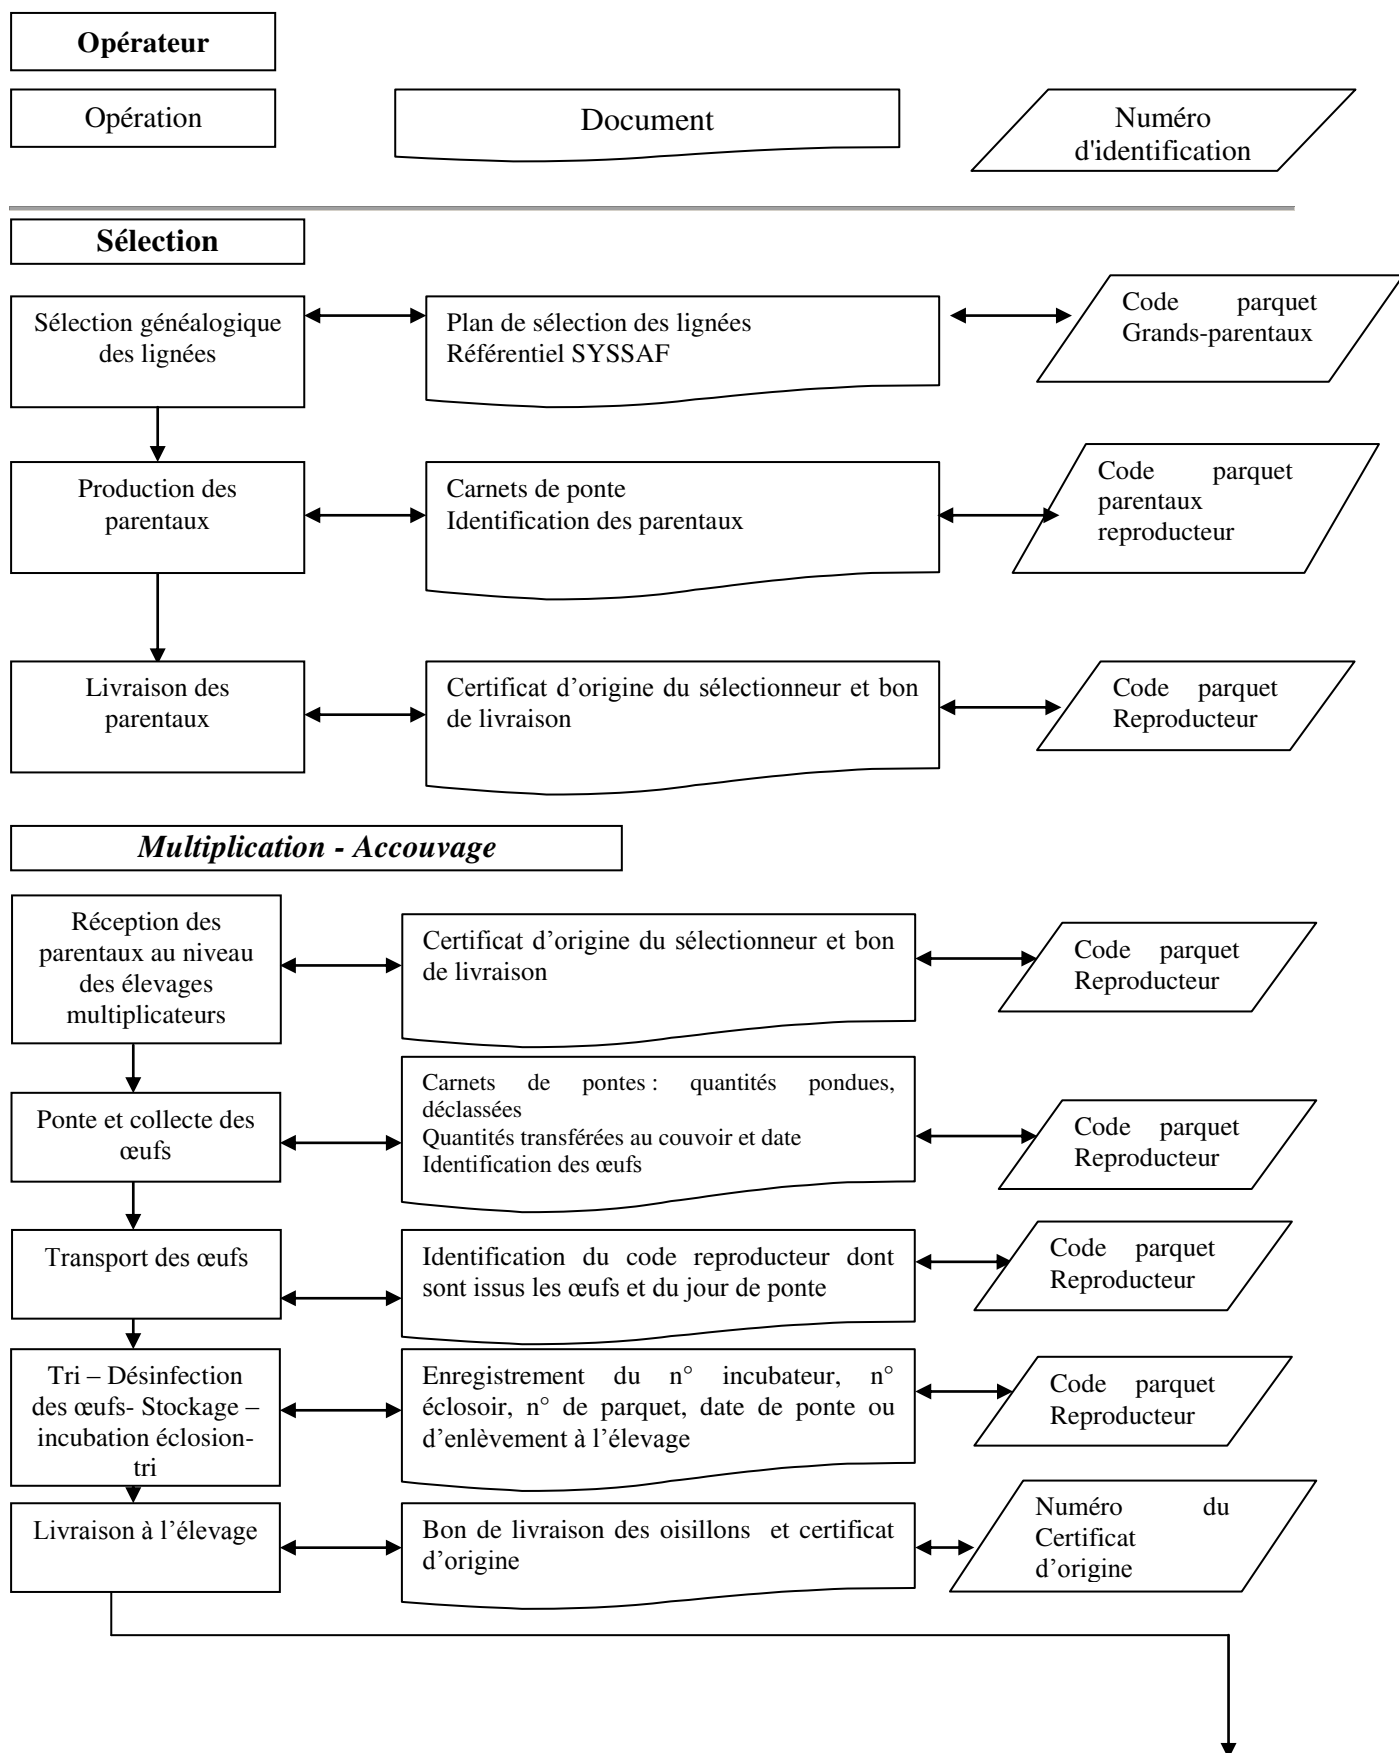 Opérateur
Opération
Document
Numéro
d'identification
Sélection
Sélection généalogique
des lignées
Plan de sélection des lignées
Référentiel SYSSAF
Code parquet
Grands-parentaux
Production des
parentaux
Carnets de ponte
Identification des parentaux
Code parquet
parentaux
reproducteur
Livraison des
parentaux
Certificat d’origine du sélectionneur et bon
de livraison
Code parquet
Reproducteur
Multiplication - Accouvage
Réception des
parentaux au niveau
des élevages
multiplicateurs
Certificat d’origine du sélectionneur et bon
de livraison
Code parquet
Reproducteur
Ponte et collecte des
œufs
Carnets de pontes : quantités pondues,
déclassées
Quantités transférées au couvoir et date
Identification des œufs
Code parquet
Reproducteur
Transport des œufs
Identification du code reproducteur dont
sont issus les œufs et du jour de ponte
Code parquet
Reproducteur
Tri – Désinfection
des œufs- Stockage –
incubation éclosion-
tri
Enregistrement du n° incubateur, n°
éclosoir, n° de parquet, date de ponte ou
d’enlèvement à l’élevage
Code parquet
Reproducteur
Livraison à l’élevage
Bon de livraison des oisillons et certificat
d’origine
Numéro du
Certificat
d’origine